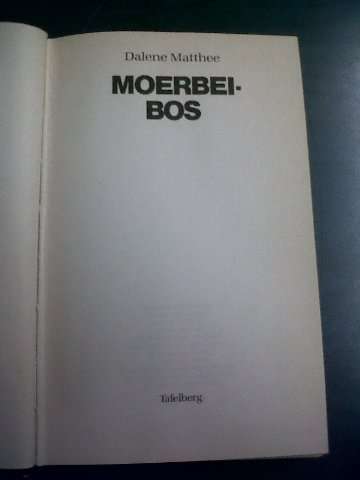 Dalene Matthee
MOERBEI-
BOS
Tafelberg